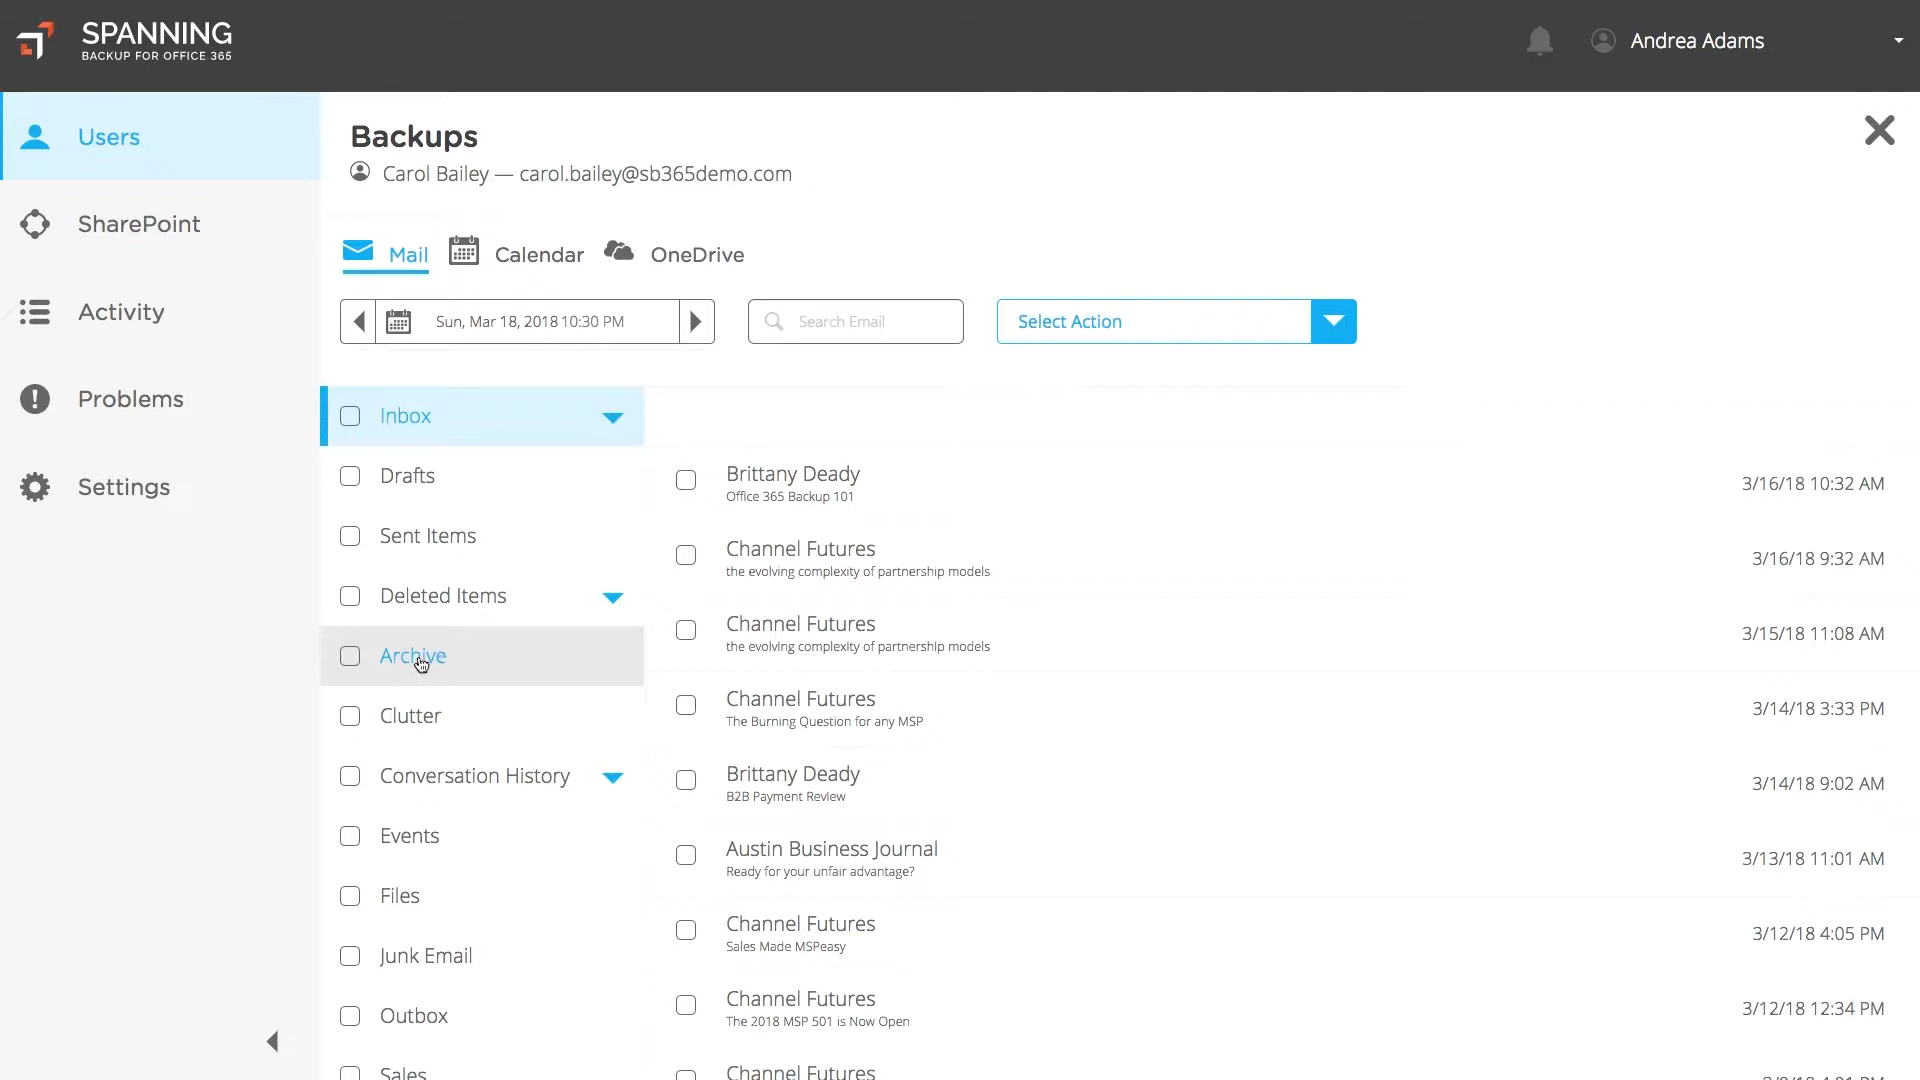 SPANNING
BACKUP FOR OFFICE 365
Andrea Adams
Users
SharePoint
Activity
Problems
Settings
Backups
Carol Bailey — carol.bailey@sb365demo.com
Mail
Calendar
OneDrive
Sun, Mar 18, 2018 10:30 PM
Search Email
Select Action
Inbox
Drafts
Sent Items
Deleted Items
Archive
Clutter
Conversation History
Events
Files
Junk Email
Outbox
Sales
Brittany Deady
Office 365 Backup 101
3/16/18 10:32 AM
Channel Futures
the evolving complexity of partnership models
3/16/18 9:32 AM
Channel Futures
the evolving complexity of partnership models
3/15/18 11:08 AM
Channel Futures
The Burning Question for any MSP
3/14/18 3:33 PM
Brittany Deady
B2B Payment Review
3/14/18 9:02 AM
Austin Business Journal
Ready for your unfair advantage?
3/13/18 11:01 AM
Channel Futures
Sales Made MSPeasy
3/12/18 4:05 PM
Channel Futures
The 2018 MSP 501 is Now Open
3/12/18 12:34 PM
Channel Futures